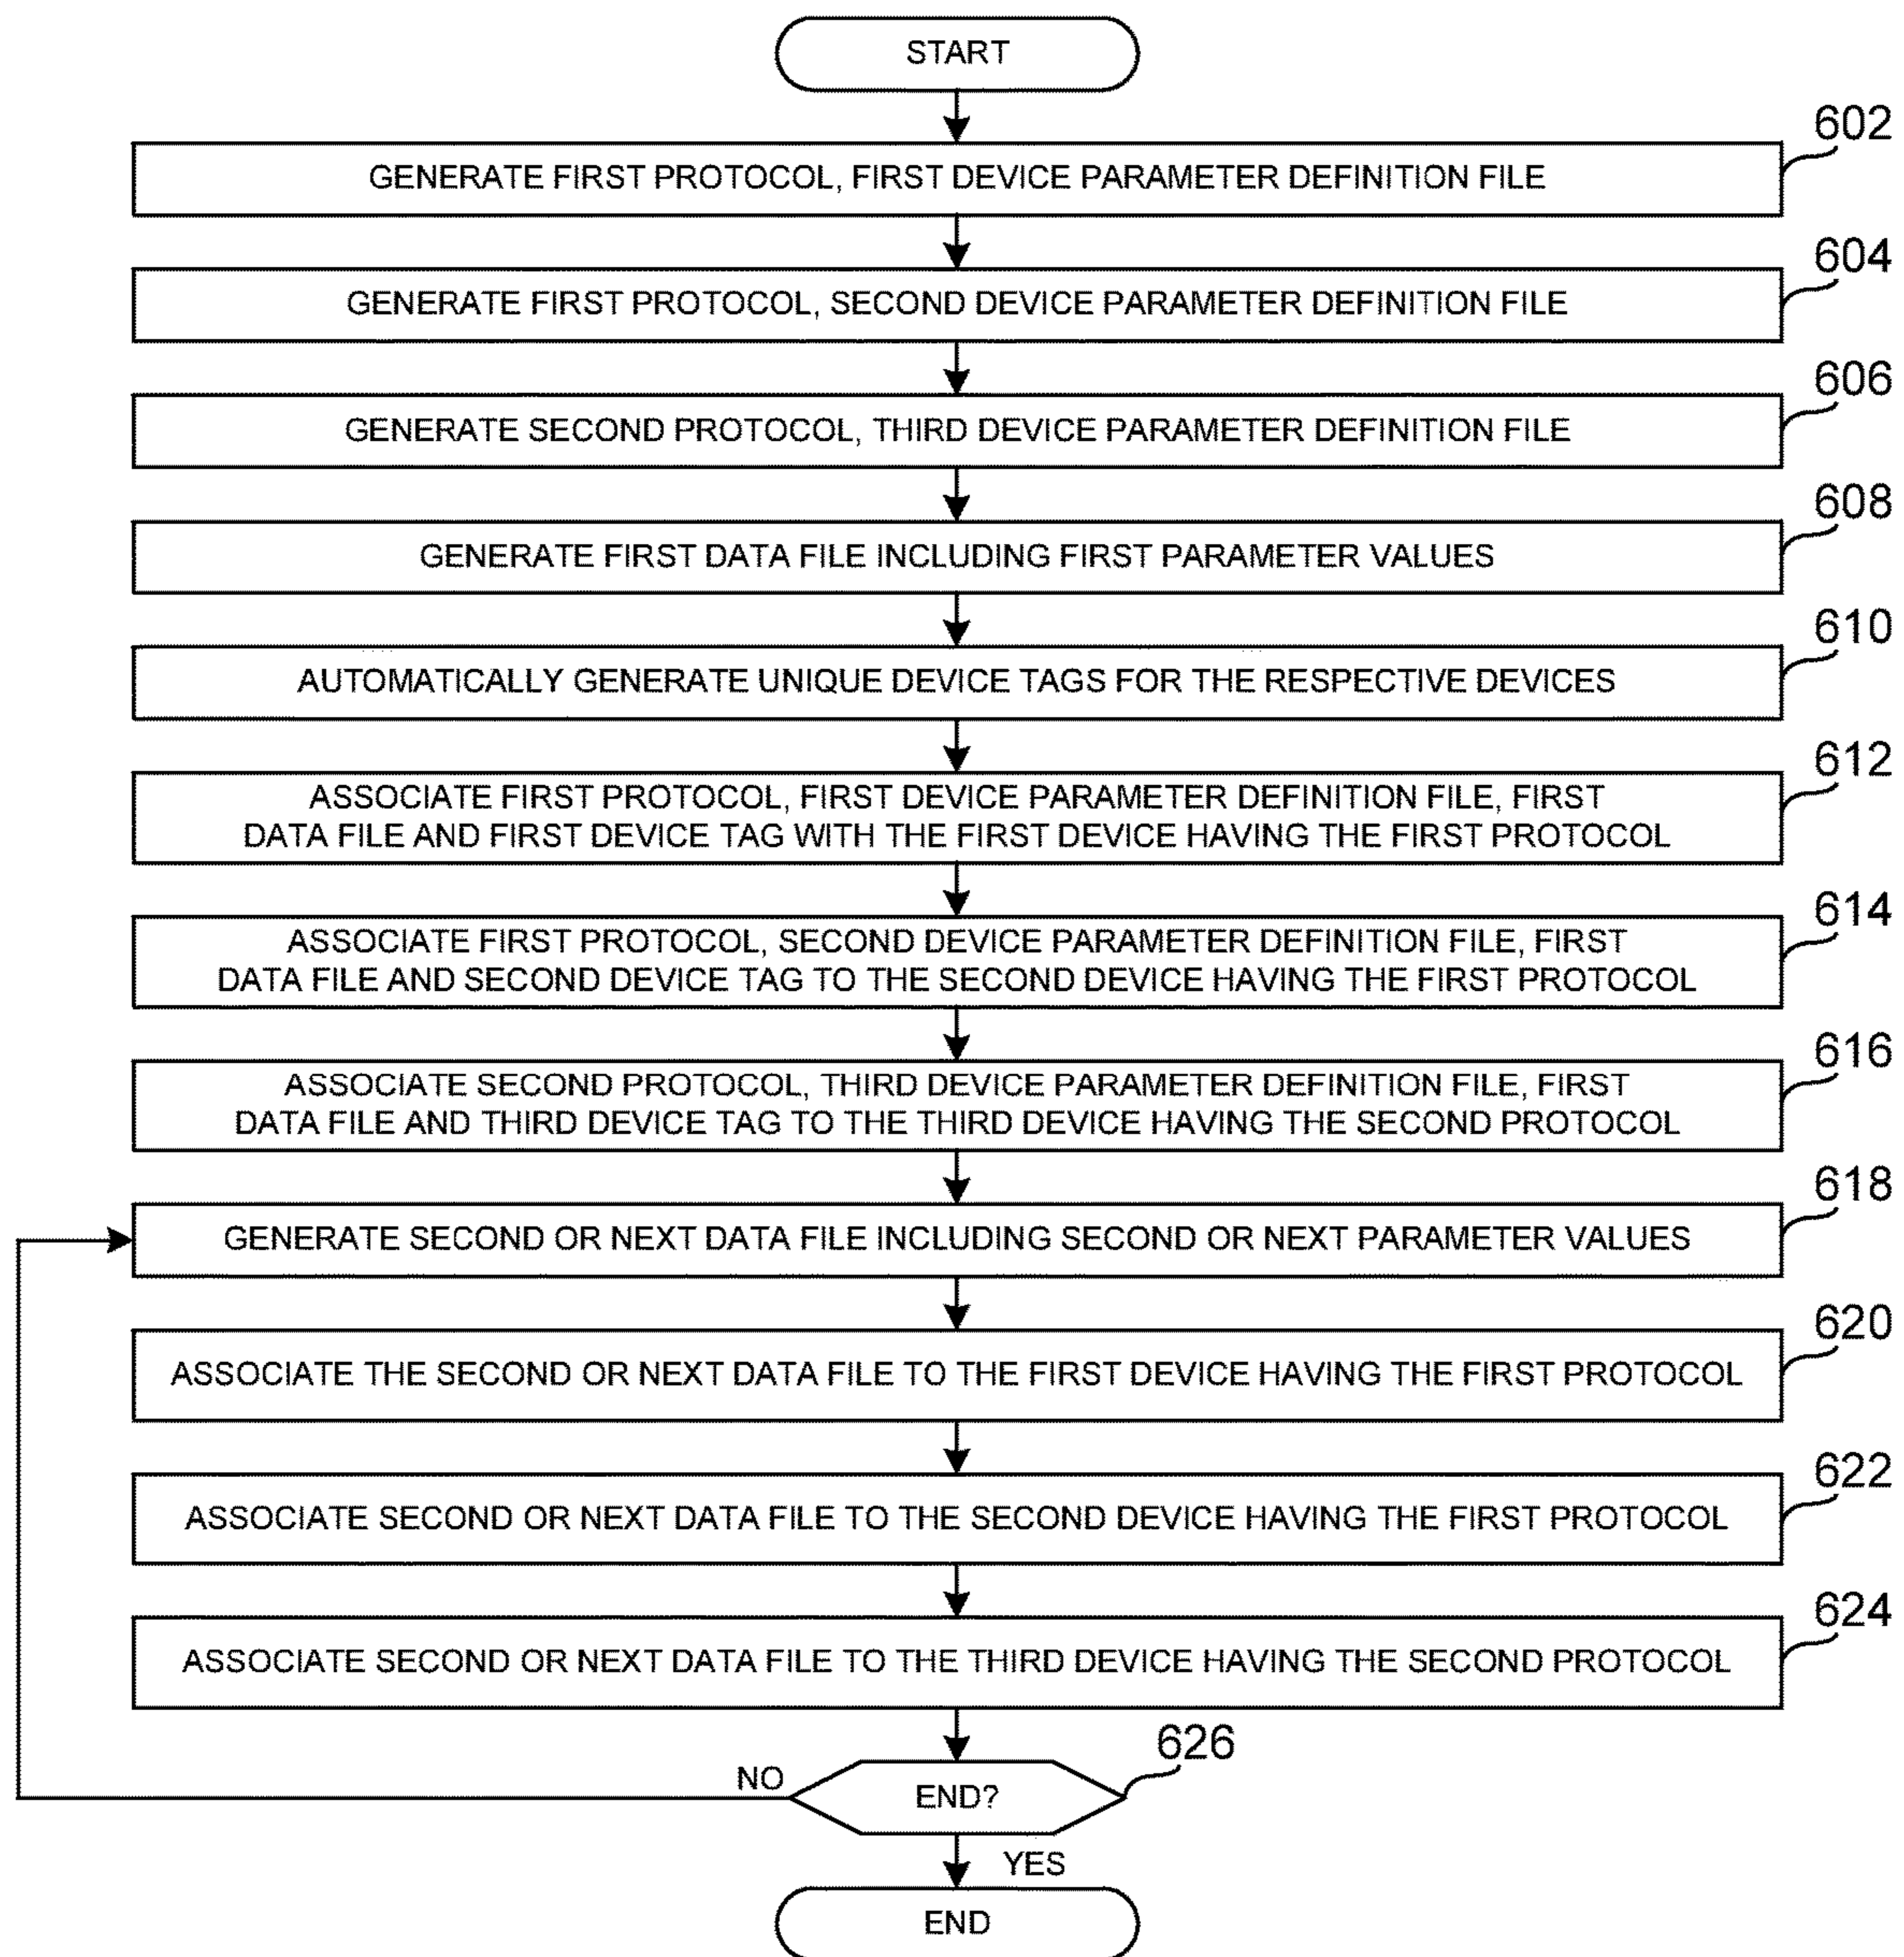 START
602
GENERATE FIRST PROTOCOL, FIRST DEVICE PARAMETER DEFINITION FILE
604
GENERATE FIRST PROTOCOL, SECOND DEVICE PARAMETER DEFINITION FILE
606
GENERATE SECOND PROTOCOL, THIRD DEVICE PARAMETER DEFINITION FILE
608
GENERATE FIRST DATA FILE INCLUDING FIRST PARAMETER VALUES
610
AUTOMATICALLY GENERATE UNIQUE DEVICE TAGS FOR THE RESPECTIVE DEVICES
612
ASSOCIATE FIRST PROTOCOL, FIRST DEVICE PARAMETER DEFINITION FILE, FIRST
DATA FILE AND FIRST DEVICE TAG WITH THE FIRST DEVICE HAVING THE FIRST PROTOCOL
614
ASSOCIATE FIRST PROTOCOL, SECOND DEVICE PARAMETER DEFINITION FILE, FIRST
DATA FILE AND SECOND DEVICE TAG TO THE SECOND DEVICE HAVING THE FIRST PROTOCOL
616
ASSOCIATE SECOND PROTOCOL, THIRD DEVICE PARAMETER DEFINITION FILE, FIRST
DATA FILE AND THIRD DEVICE TAG TO THE THIRD DEVICE HAVING THE SECOND PROTOCOL
618
GENERATE SECOND OR NEXT DATA FILE INCLUDING SECOND OR NEXT PARAMETER VALUES
620
ASSOCIATE THE SECOND OR NEXT DATA FILE TO THE FIRST DEVICE HAVING THE FIRST PROTOCOL
622
ASSOCIATE SECOND OR NEXT DATA FILE TO THE SECOND DEVICE HAVING THE FIRST PROTOCOL
624
ASSOCIATE SECOND OR NEXT DATA FILE TO THE THIRD DEVICE HAVING THE SECOND PROTOCOL
626
NO
END?
YES
END